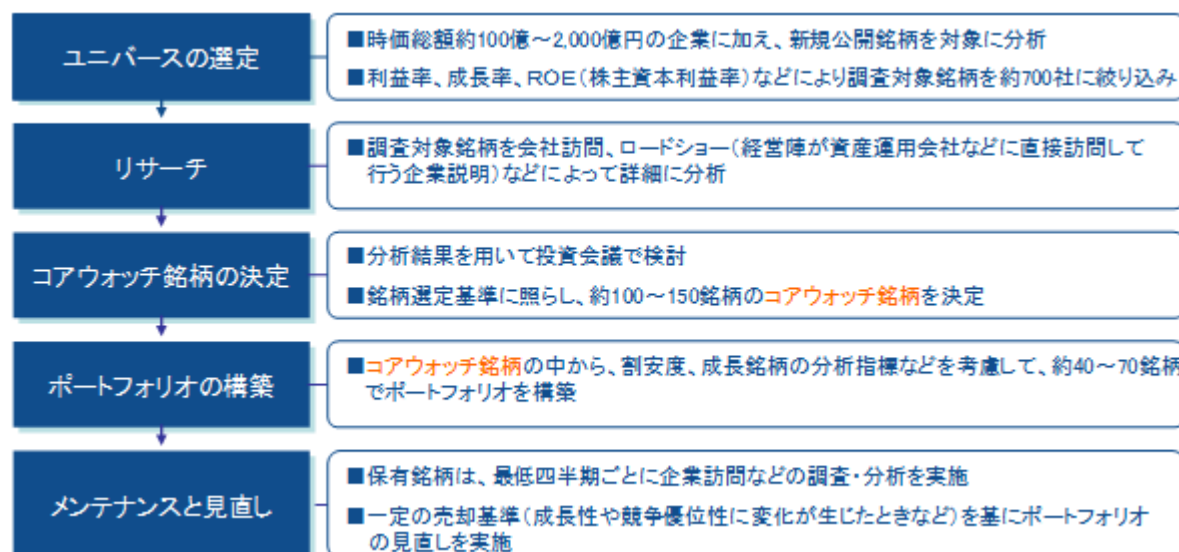 ユニバースの選定
■時価総額約100億～2,000億円の企業に加え、新規公開銘柄を対象に分析
■利益率、成長率、ROE(株主資本利益率)などにより調査対象銘柄を約700社に絞り込み
リサーチ
■調査対象銘柄を会社訪問、ロードショー(経営陣が資産運用会社などに直接訪問して
行う企業説明)などによって詳細に分析
コアウォッチ銘柄の決定
■分析結果を用いて投資会議で検討
■銘柄選定基準に照らし、約100～150銘柄のコアウォッチ銘柄を決定
ポートフォリオの構築
■コアウォッチ銘柄の中から、割安度、成長銘柄の分析指標などを考慮して、約40～70銘柄
でポートフォリオを構築
メンテナンスと見直し
■保有銘柄は、最低四半期ごとに企業訪問などの調査・分析を実施
■一定の売却基準(成長性や競争優位性に変化が生じたときなど)を基にポートフォリオ
の見直しを実施